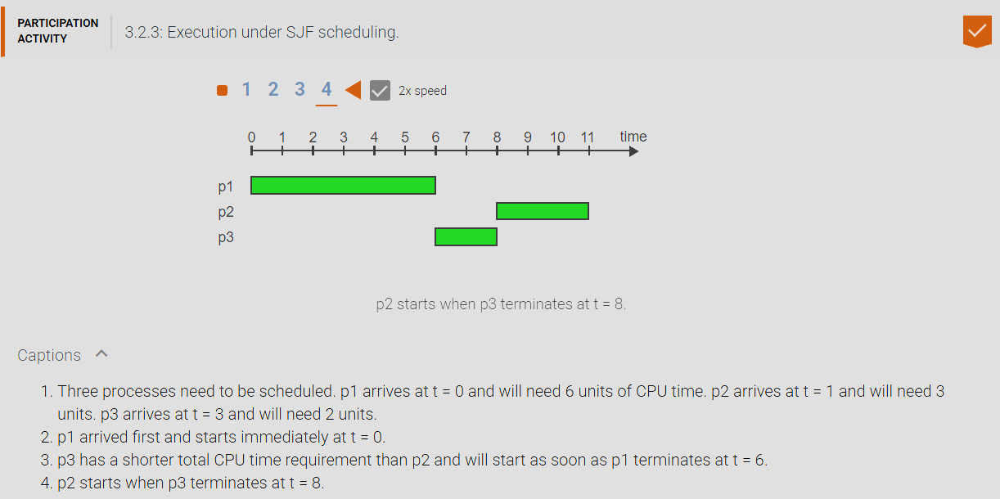 PARTICIPATION
ACTIVITY
3.2.3: Execution under SJF scheduling.
1 2 3 4 2x speed
0 1 2 3 4 5 6 7 8 9 10 11 time
p1
p2
p3
p2 starts when p3 terminates at t = 8.
Captions
1. Three processes need to be scheduled. p1 arrives at t = 0 and will need 6 units of CPU time. p2 arrives at t = 1 and will need 3
units. p3 arrives at t = 3 and will need 2 units.
2. p1 arrived first and starts immediately at t = 0.
3. p3 has a shorter total CPU time requirement than p2 and will start as soon as p1 terminates at t = 6.
4. p2 starts when p3 terminates at t = 8.